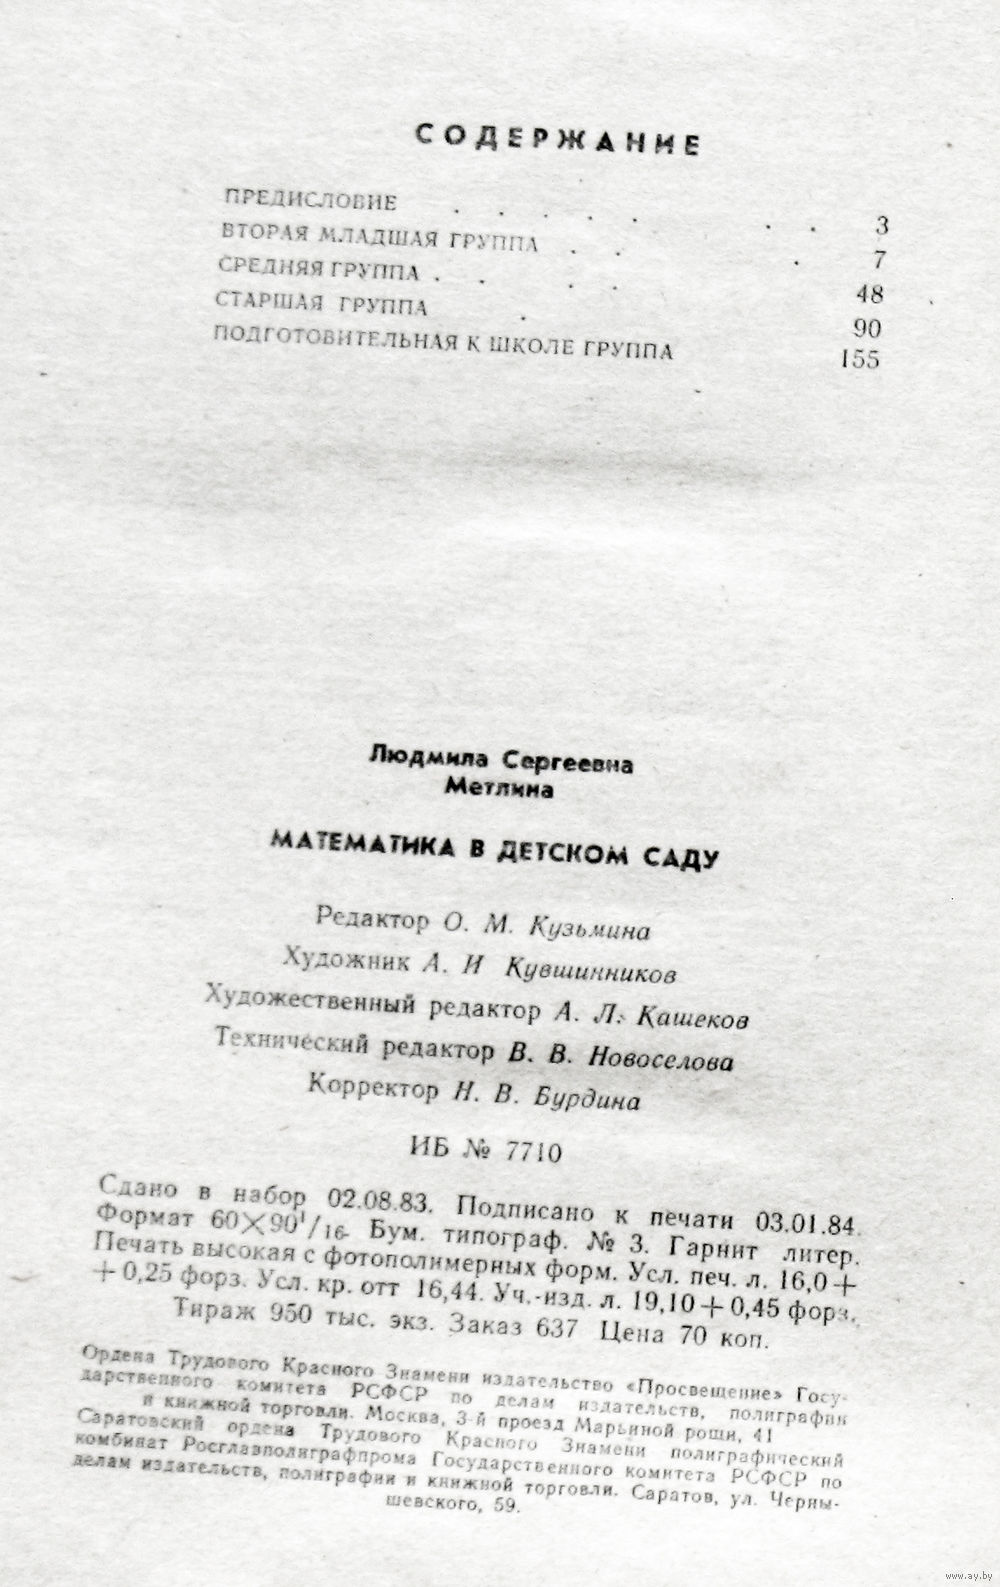 СОДЕРЖАНИЕ
ПРЕДИСЛОВИЕ . . . . . . . 3
ВТОРАЯ МЛАДШАЯ ГРУППА . . . 7
СРЕДНЯЯ ГРУППА . . . . 48
СТАРШАЯ ГРУППА . 90
ПОДГОТОВИТЕЛЬНАЯ К ШКОЛЕ ГРУППА 155
Людмила Сергеевна
Метлина
МАТЕМАТИКА В ДЕТСКОМ САДУ
Редактор О. М. Кузьмина
Художник А. И Кувшинников
Художественный редактор А. Л. Кашеков
Технический редактор В. В. Новоселова
Корректор Н. В. Бурдина
ИБ № 7710
Сдано в набор 02.08.83. Подписано к печати 03.01.84.
Формат 60×90¹/₁₆. Бум. типограф. № 3. Гарнит литер.
Печать высокая с фотополимерных форм. Усл. печ. л. 16,0+
+0,25 форз. Усл. кр. отт 16,44. Уч.-изд. л. 19,10+0,45 форз.
Тираж 950 тыс. экз. Заказ 637 Цена 70 коп.
Ордена Трудового Красного Знамени издательство «Просвещение» Госу-
дарственного комитета РСФСР по делам издательств, полиграфии
и книжной торговли. Москва, 3-й проезд Марьиной рощи, 41
Саратовский ордена Трудового Красного Знамени полиграфический
комбинат Росглавполиграфпрома Государственного комитета РСФСР по
делам издательств, полиграфии и книжной торговли. Саратов, ул. Черны-
шевского, 59.
www.ay.by